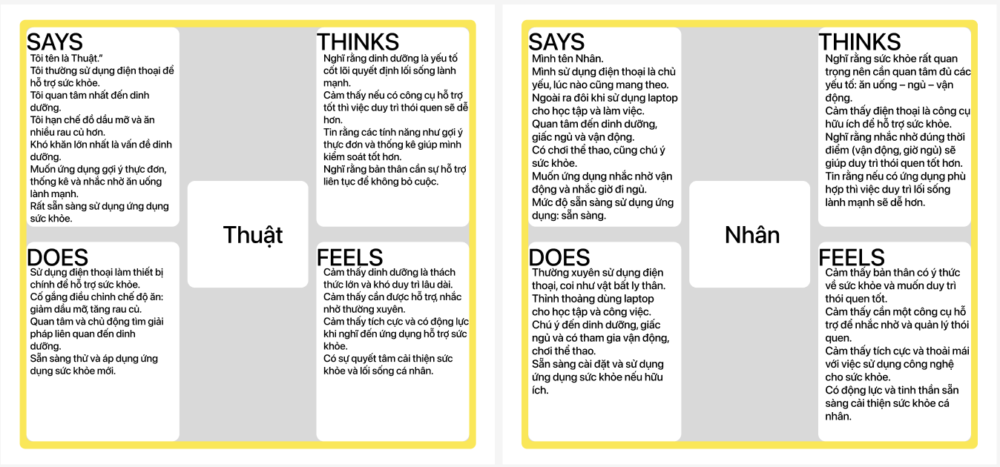 SAYS
Tôi tên là Thuật.”
Tôi thường sử dụng điện thoại để
hỗ trợ sức khỏe.
Tôi quan tâm nhất đến dinh
dưỡng.
Tôi hạn chế đồ dầu mỡ và ăn
nhiều rau củ hơn.
Khó khăn lớn nhất là vấn đề dinh
dưỡng.
Muốn ứng dụng gợi ý thực đơn,
thống kê và nhắc nhở ăn uống
lành mạnh.
Rất sẵn sàng sử dụng ứng dụng
sức khỏe.
THINKS
Nghĩ rằng dinh dưỡng là yếu tố
cốt lõi quyết định lối sống lành
mạnh.
Cảm thấy nếu có công cụ hỗ trợ
tốt thì việc duy trì thói quen sẽ dễ
hơn.
Tin rằng các tính năng như gợi ý
thực đơn và thống kê giúp mình
kiểm soát tốt hơn.
Nghĩ rằng bản thân cần sự hỗ trợ
liên tục để không bỏ cuộc.
Thuật
DOES
Sử dụng điện thoại làm thiết bị
chính để hỗ trợ sức khỏe.
Cố gắng điều chỉnh chế độ ăn:
giảm dầu mỡ, tăng rau củ.
Quan tâm và chủ động tìm giải
pháp liên quan đến dinh
dưỡng.
Sẵn sàng thử và áp dụng ứng
dụng sức khỏe mới.
FEELS
Cảm thấy dinh dưỡng là thách
thức lớn và khó duy trì lâu dài.
Cảm thấy cần được hỗ trợ, nhắc
nhở thường xuyên.
Cảm thấy tích cực và có động lực
khi nghĩ đến ứng dụng hỗ trợ sức
khỏe.
Có sự quyết tâm cải thiện sức
khỏe và lối sống cá nhân.
SAYS
Mình tên Nhân.
Mình sử dụng điện thoại là chủ
yếu, lúc nào cũng mang theo.
Ngoài ra đôi khi sử dụng laptop
cho học tập và làm việc.
Quan tâm đến dinh dưỡng,
giấc ngủ và vận động.
Có chơi thể thao, cũng chú ý
sức khỏe.
Muốn ứng dụng nhắc nhở vận
động và nhắc giờ đi ngủ.
Mức độ sẵn sàng sử dụng ứng
dụng: sẵn sàng.
THINKS
Nghĩ rằng sức khỏe rất quan
trọng nên cần quan tâm đủ các
yếu tố: ăn uống – ngủ – vận
động.
Cảm thấy điện thoại là công cụ
hữu ích để hỗ trợ sức khỏe.
Nghĩ rằng nhắc nhở đúng thời
điểm (vận động, giờ ngủ) sẽ
giúp duy trì thói quen tốt hơn.
Tin rằng nếu có ứng dụng phù
hợp thì việc duy trì lối sống
lành mạnh sẽ dễ hơn.
Nhân
DOES
Thường xuyên sử dụng điện
thoại, coi như vật bất ly thân.
Thỉnh thoảng dùng laptop
cho học tập và công việc.
Chú ý đến dinh dưỡng, giấc
ngủ và có tham gia vận động,
chơi thể thao.
Sẵn sàng cài đặt và sử dụng
ứng dụng sức khỏe nếu hữu
ích.
FEELS
Cảm thấy bản thân có ý thức
về sức khỏe và muốn duy trì
thói quen tốt.
Cảm thấy cần một công cụ hỗ
trợ để nhắc nhở và quản lý thói
quen.
Cảm thấy tích cực và thoải mái
với việc sử dụng công nghệ
cho sức khỏe.
Có động lực và tinh thần sẵn
sàng cải thiện sức khỏe cá
nhân.